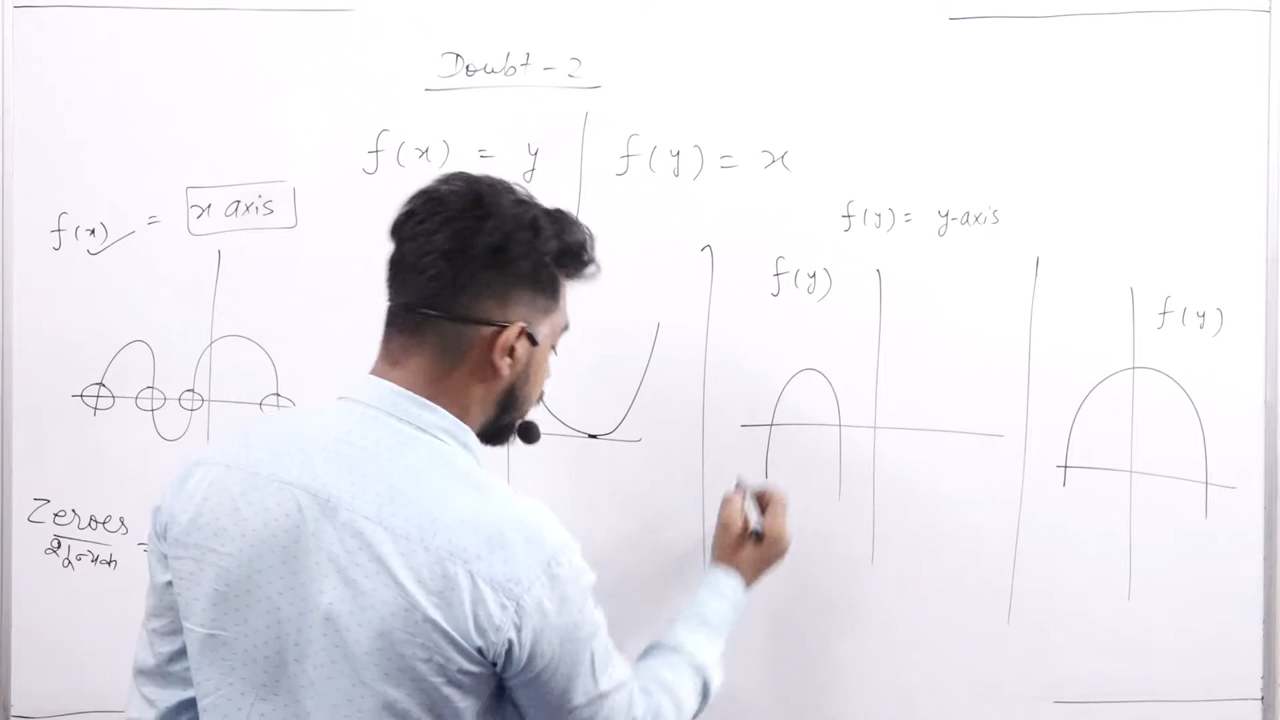 Doubt - 2
f(x) = y
f(y) = x
f(x) = x axis
f(y) = y-axis
f(y)
f(y)
Zeroes =